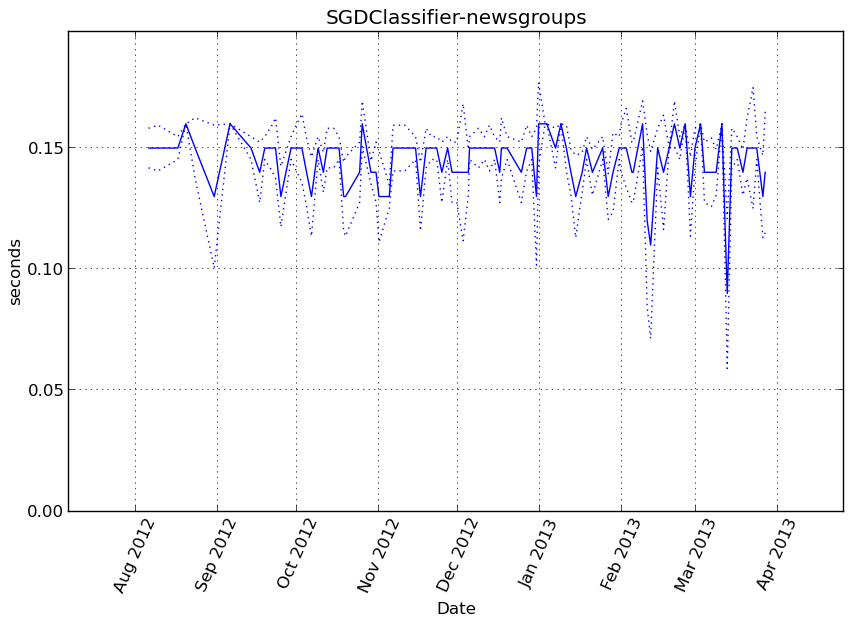 SGDClassifier-newsgroups
seconds
0.15
0.10
0.05
0.00
Aug 2012
Sep 2012
Oct 2012
Nov 2012
Dec 2012
Jan 2013
Feb 2013
Mar 2013
Apr 2013
Date